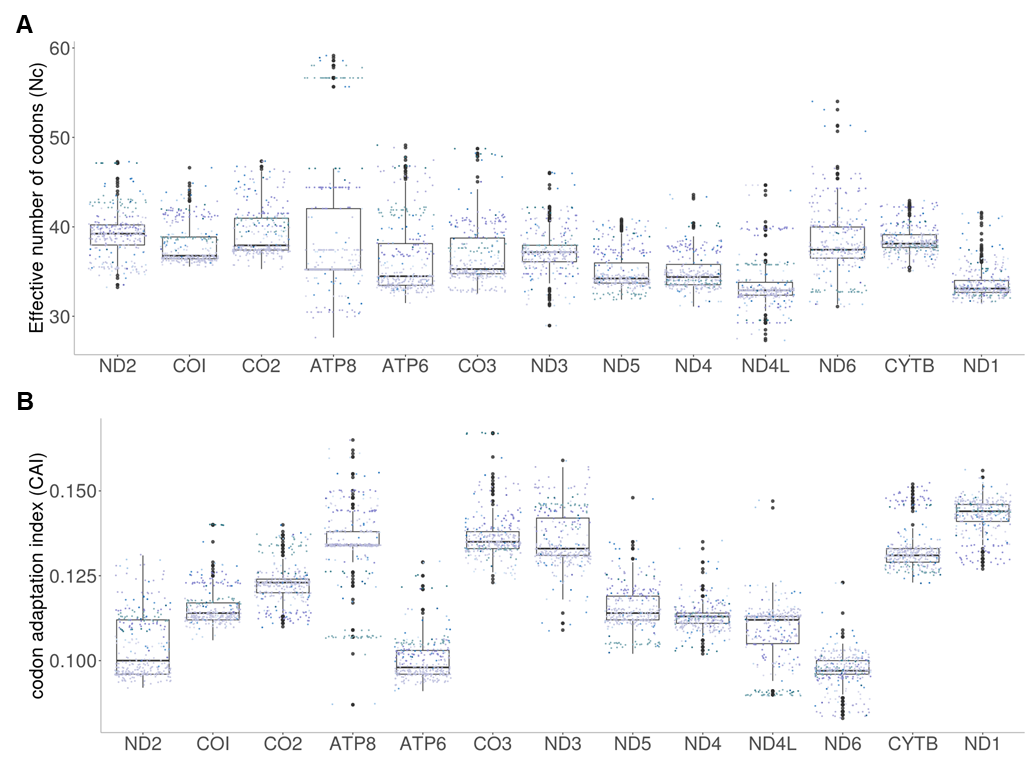 A
Effective number of codons (Nc)
60
50
40
30
ND2 COI CO2 ATP8 ATP6 CO3 ND3 ND5 ND4 ND4L ND6 CYTB ND1
B
codon adaptation index (CAI)
0.150
0.125
0.100
ND2 COI CO2 ATP8 ATP6 CO3 ND3 ND5 ND4 ND4L ND6 CYTB ND1